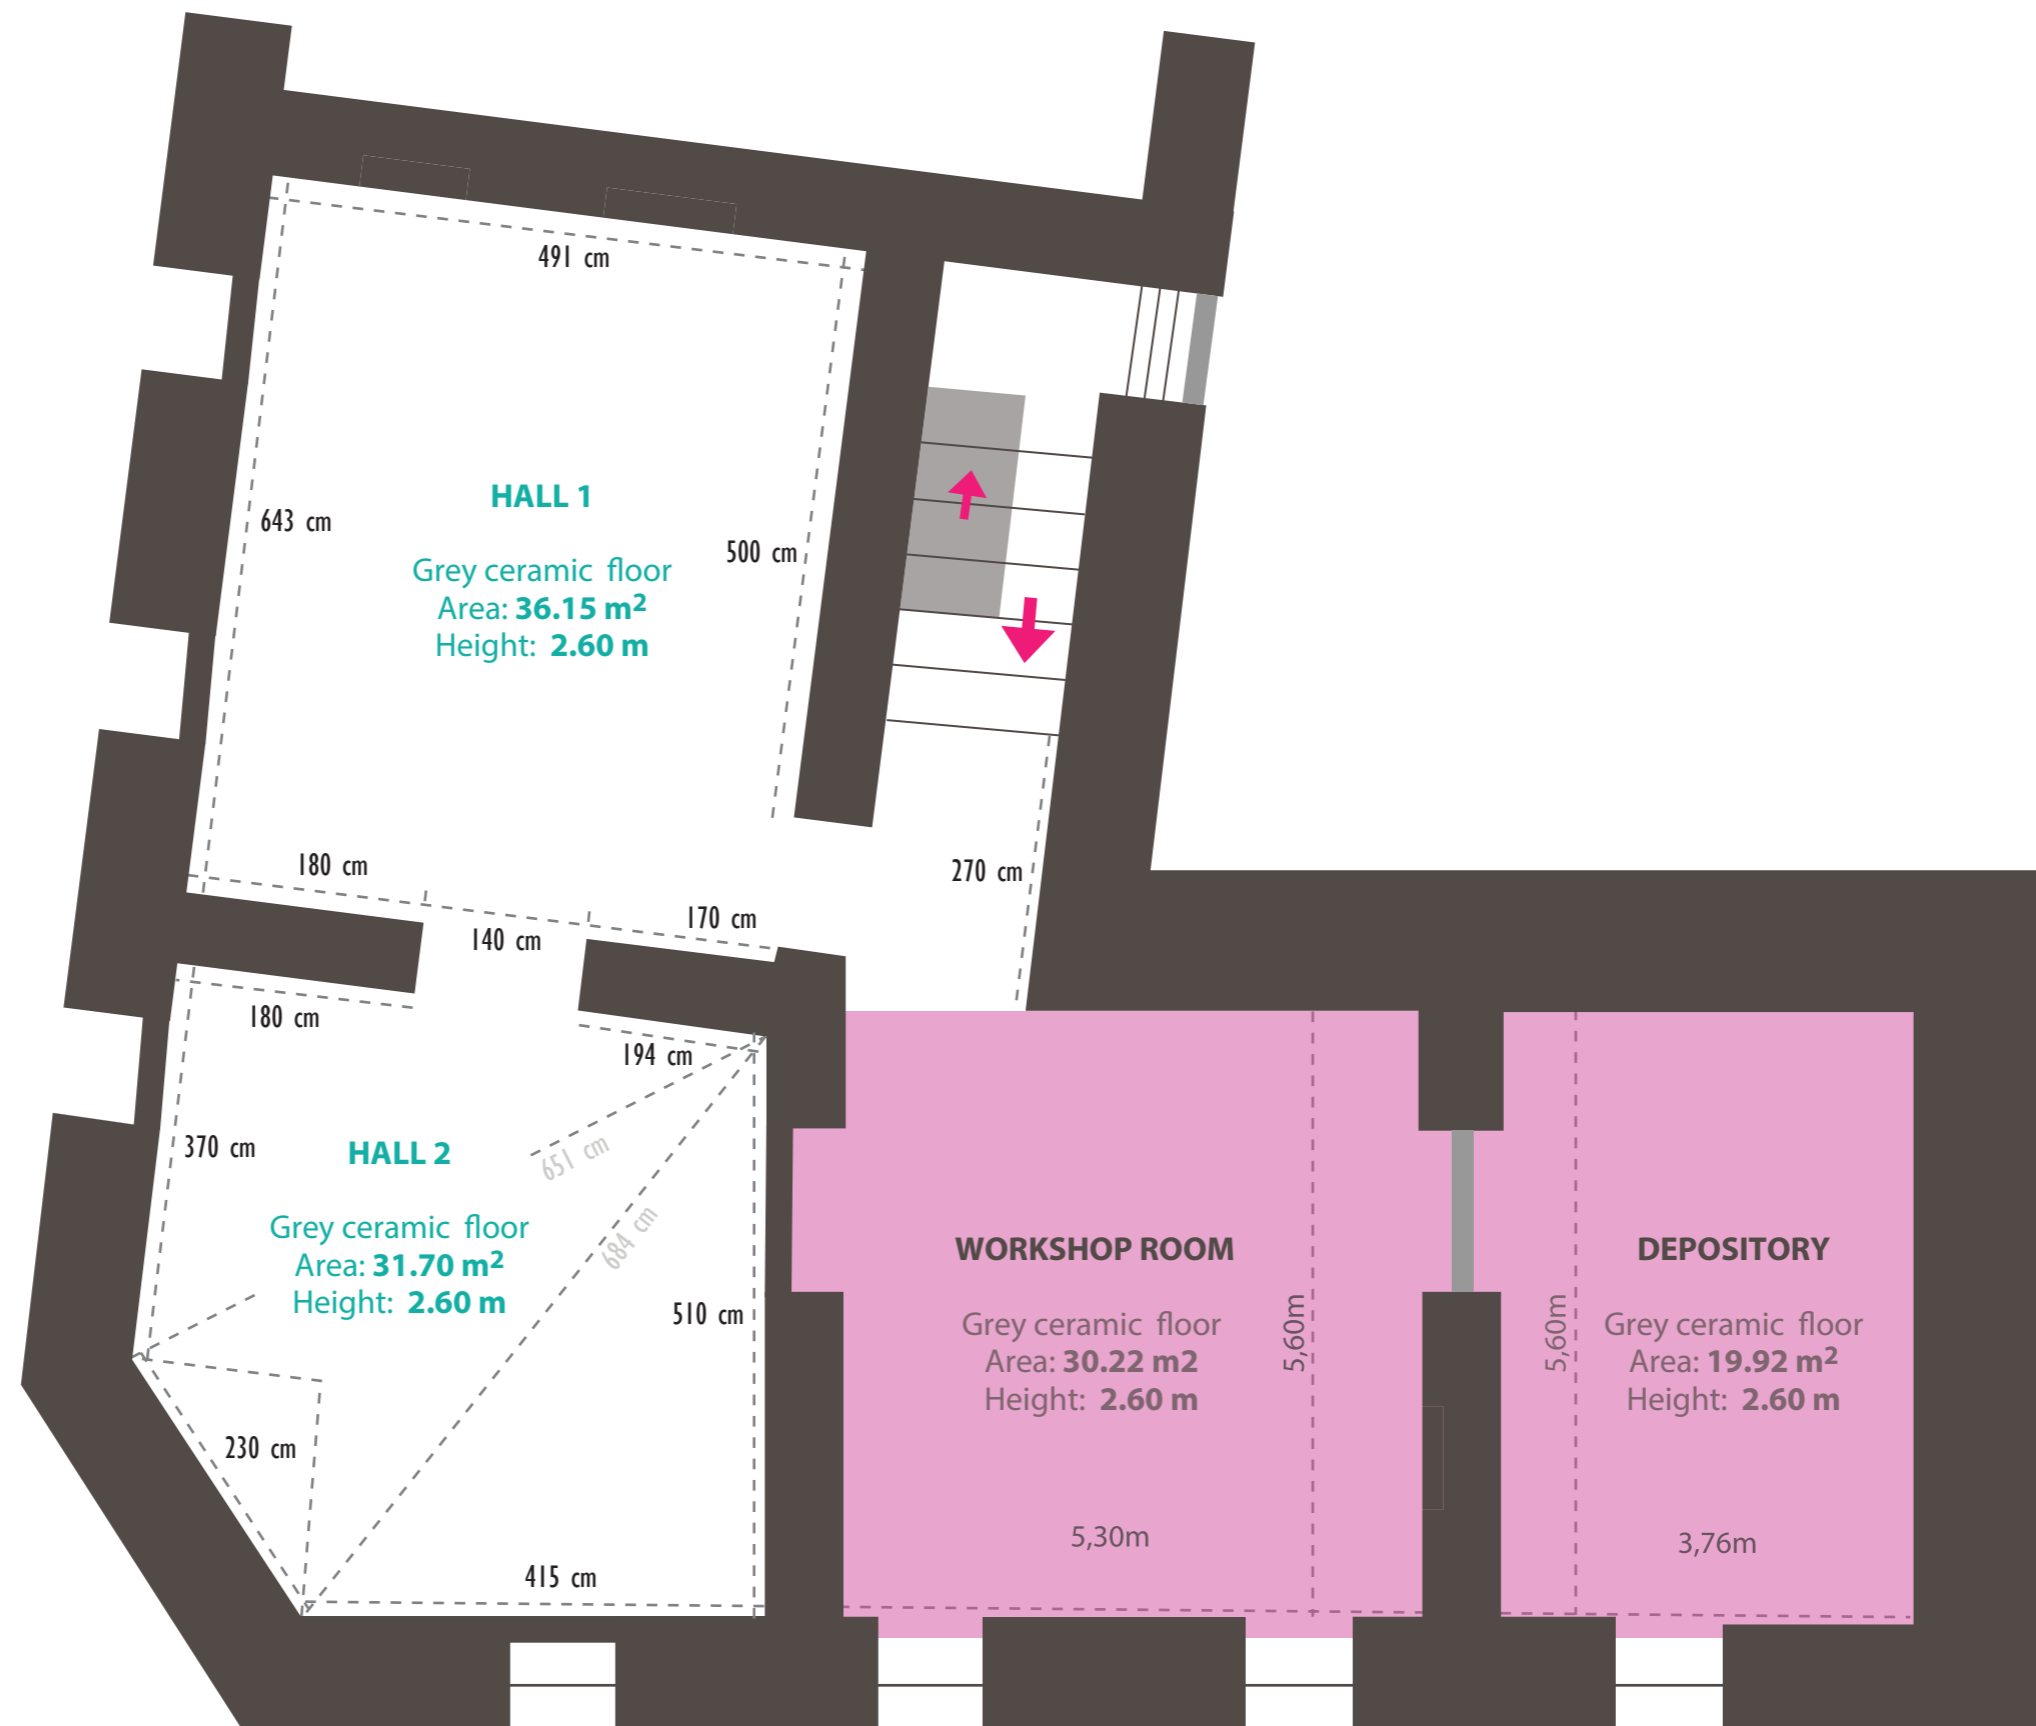 491 cm
HALL 1
643 cm
500 cm
Grey ceramic floor
Area: 36.15 m²
Height: 2.60 m
180 cm
270 cm
170 cm
140 cm
180 cm
194 cm
370 cm
HALL 2
651 cm
684 cm
Grey ceramic floor
Area: 31.70 m²
Height: 2.60 m
510 cm
230 cm
415 cm
WORKSHOP ROOM
Grey ceramic floor
Area: 30.22 m2
Height: 2.60 m
5,60m
5,30m
DEPOSITORY
5,60m
Grey ceramic floor
Area: 19.92 m²
Height: 2.60 m
3,76m